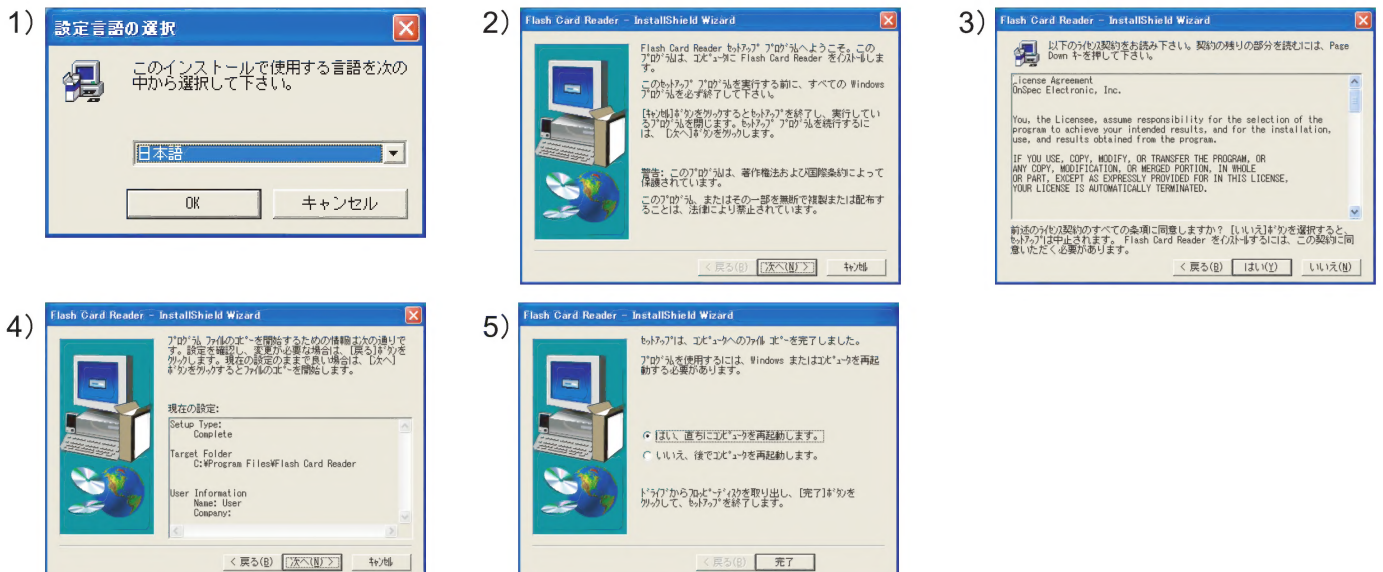 1)
設定言語の選択
このインストールで使用する言語を次の
中から選択して下さい。
日本語
OK
キャンセル
2)
Flash Card Reader - InstallShield Wizard
Flash Card Reader ｾｯﾄｱｯﾌﾟ ﾌﾟﾛｸﾞﾗﾑへようこそ。この
ﾌﾟﾛｸﾞﾗﾑは、ｺﾝﾋﾟｭｰﾀに Flash Card Reader をｲﾝｽﾄｰﾙしま
す。
このｾｯﾄｱｯﾌﾟ ﾌﾟﾛｸﾞﾗﾑを実行する前に、すべての Windows
ﾌﾟﾛｸﾞﾗﾑを必ず終了して下さい。
[ｷｬﾝｾﾙ]ﾎﾞﾀﾝをｸﾘｯｸするとｾｯﾄｱｯﾌﾟを終了し、実行してい
るﾌﾟﾛｸﾞﾗﾑを閉じます。ｾｯﾄｱｯﾌﾟ ﾌﾟﾛｸﾞﾗﾑを続行するに
は、[次へ]ﾎﾞﾀﾝをｸﾘｯｸします。
警告: このﾌﾟﾛｸﾞﾗﾑは、著作権法および国際条約によって
保護されています。
このﾌﾟﾛｸﾞﾗﾑ、またはその一部を無断で複製または配布す
ることは、法律により禁止されています。
< 戻る(B)
次へ(N) >
ｷｬﾝｾﾙ
3)
Flash Card Reader - InstallShield Wizard
以下のﾗｲｾﾝｽ契約をお読み下さい。契約の残りの部分を読むには、Page
Down ｷｰを押して下さい。
License Agreement
OnSpec Electronic, Inc.
You, the Licensee, assume responsibility for the selection of the
program to achieve your intended results, and for the installation,
use, and results obtained from the program.
IF YOU USE, COPY, MODIFY, OR TRANSFER THE PROGRAM, OR
ANY COPY, MODIFICATION, OR MERGED PORTION, IN WHOLE
OR PART, EXCEPT AS EXPRESSLY PROVIDED FOR IN THIS LICENSE,
YOUR LICENSE IS AUTOMATICALLY TERMINATED.
前述のﾗｲｾﾝｽ契約のすべての条項に同意しますか? [いいえ]ﾎﾞﾀﾝを選択すると、
ｾｯﾄｱｯﾌﾟは中止されます。 Flash Card Reader をｲﾝｽﾄｰﾙするには、この契約に同
意いただく必要があります。
< 戻る(B)
はい(Y)
いいえ(N)
4)
Flash Card Reader - InstallShield Wizard
ﾌﾟﾛｸﾞﾗﾑ ﾌｧｲﾙのｺﾋﾟｰを開始するための情報は次の通りで
す。設定を確認し、変更が必要な場合は、[戻る]ﾎﾞﾀﾝを
ｸﾘｯｸします。現在の設定のままで良い場合は、[次へ]
ﾎﾞﾀﾝをｸﾘｯｸするとﾌｧｲﾙのｺﾋﾟｰを開始します。
現在の設定:
Setup Type:
Complete
Target Folder
C:¥Program Files¥Flash Card Reader
User Information
Name: User
Company:
< 戻る(B)
次へ(N) >
ｷｬﾝｾﾙ
5)
Flash Card Reader - InstallShield Wizard
ｾｯﾄｱｯﾌﾟは、ｺﾝﾋﾟｭｰﾀへのﾌｧｲﾙ ｺﾋﾟｰを完了しました。
ﾌﾟﾛｸﾞﾗﾑを使用するには、Windows またはｺﾝﾋﾟｭｰﾀを再起
動する必要があります。
はい、直ちにｺﾝﾋﾟｭｰﾀを再起動します。
いいえ、後でｺﾝﾋﾟｭｰﾀを再起動します。
ﾄﾞﾗｲﾌﾞからﾌﾛｯﾋﾟｰﾃﾞｨｽｸを取り出し、[完了]ﾎﾞﾀﾝを
ｸﾘｯｸして、ｾｯﾄｱｯﾌﾟを終了します。
< 戻る(B)
完了